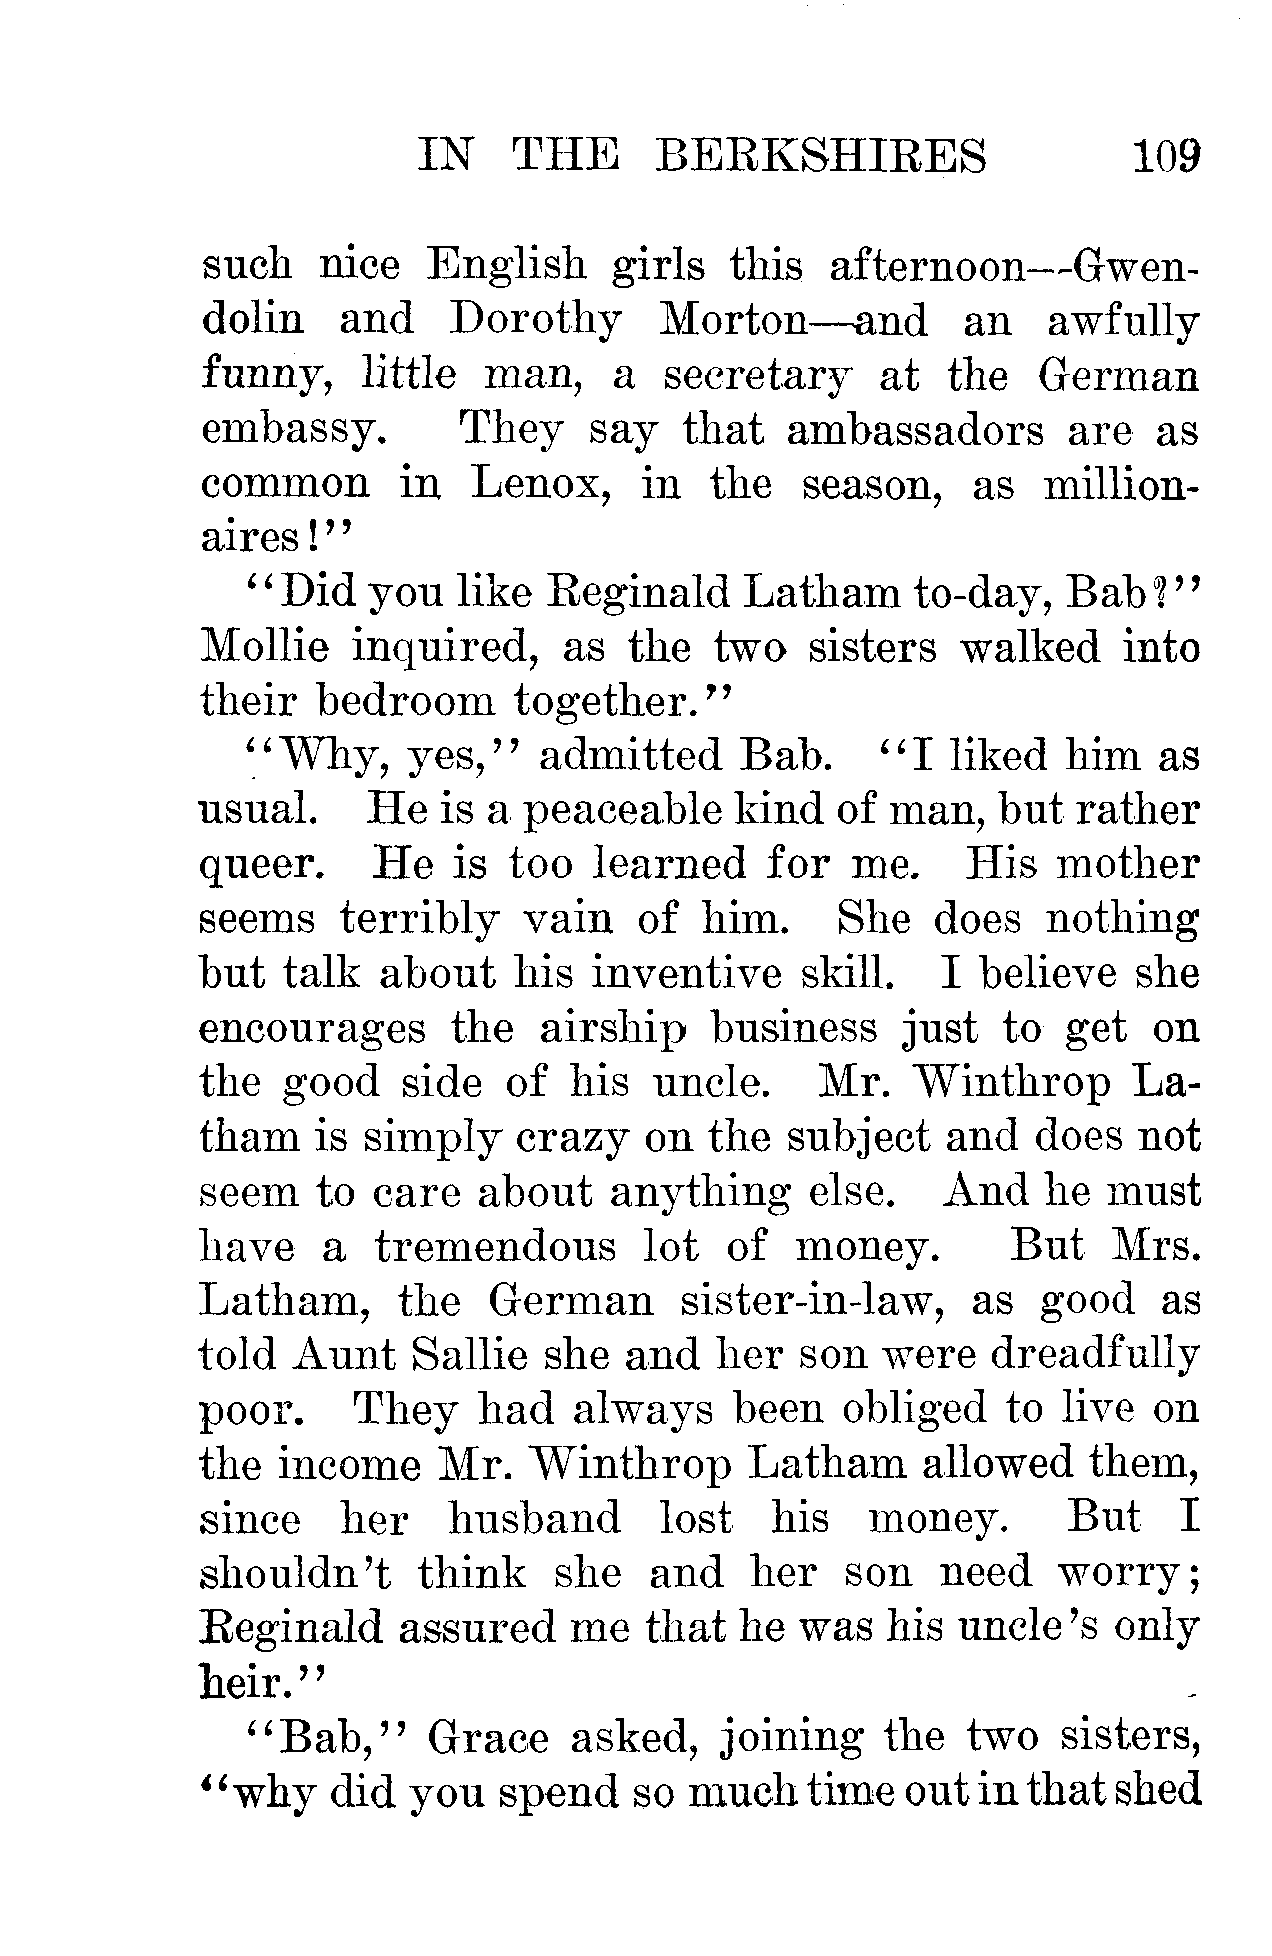 IN THE BERKSHIRES 109
such nice English girls this afternoon—-Gwen-
dolin and Dorothy Morton—and an awfully
funny, little man, a secretary at the German
embassy. They say that ambassadors are as
common in Lenox, in the season, as million-
aires!''
''Did you like Reginald Latham to-day, Bab?''
Mollie inquired, as the two sisters walked into
their bedroom together.''
''Why, yes,'' admitted Bab. ''I liked him as
usual. He is a peaceable kind of man, but rather
queer. He is too learned for me. His mother
seems terribly vain of him. She does nothing
but talk about his inventive skill. I believe she
encourages the airship business just to get on
the good side of his uncle. Mr. Winthrop La-
tham is simply crazy on the subject and does not
seem to care about anything else. And he must
have a tremendous lot of money. But Mrs.
Latham, the German sister-in-law, as good as
told Aunt Sallie she and her son were dreadfully
poor. They had always been obliged to live on
the income Mr. Winthrop Latham allowed them,
since her husband lost his money. But I
shouldn't think she and her son need worry;
Reginald assured me that he was his uncle's only
heir.''
''Bab,'' Grace asked, joining the two sisters,
''why did you spend so much time out in that shed